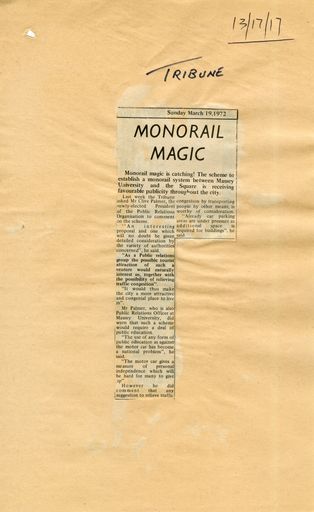 13/17/17
TRIBUNE
Sunday March 19, 1972
MONORAIL
MAGIC
Monorail magic is catching! The scheme to
establish a monorail system between Massey
University and the Square is receiving
favourable publicity throughout the city.
Last week the Tribune
asked Mr Clive Palmer, the
newly-elected President
of the Public Relations
Organisation to comment
on the scheme.
"An interesting
proposal and one which
will no doubt be given
detailed consideration by
the variety of authorities
concerned", he said.
"As a Public relations
group the possible tourist
attraction of such a
venture would naturally
interest us, together with
the possibility of relieving
traffic congestion".
"It would thus make
the city a more attractive
and congenial place to live
in".
Mr Palmer, who is also
Public Relations Officer at
Massey University, did
warn that such a scheme
would require a deal of
public education.
"The use of any form of
public education as against
the motor car has become
a national problem", he
said.
"The motor car gives a
measure of personal
independence which will
be hard for many to give
up"
However he did
comment that any
suggestion to relieve traffic
congestion by transporting
people by other means is
worthy of consideration.
"Already car parking
areas are under pressure as
additional space is
required for buildings", he
said.